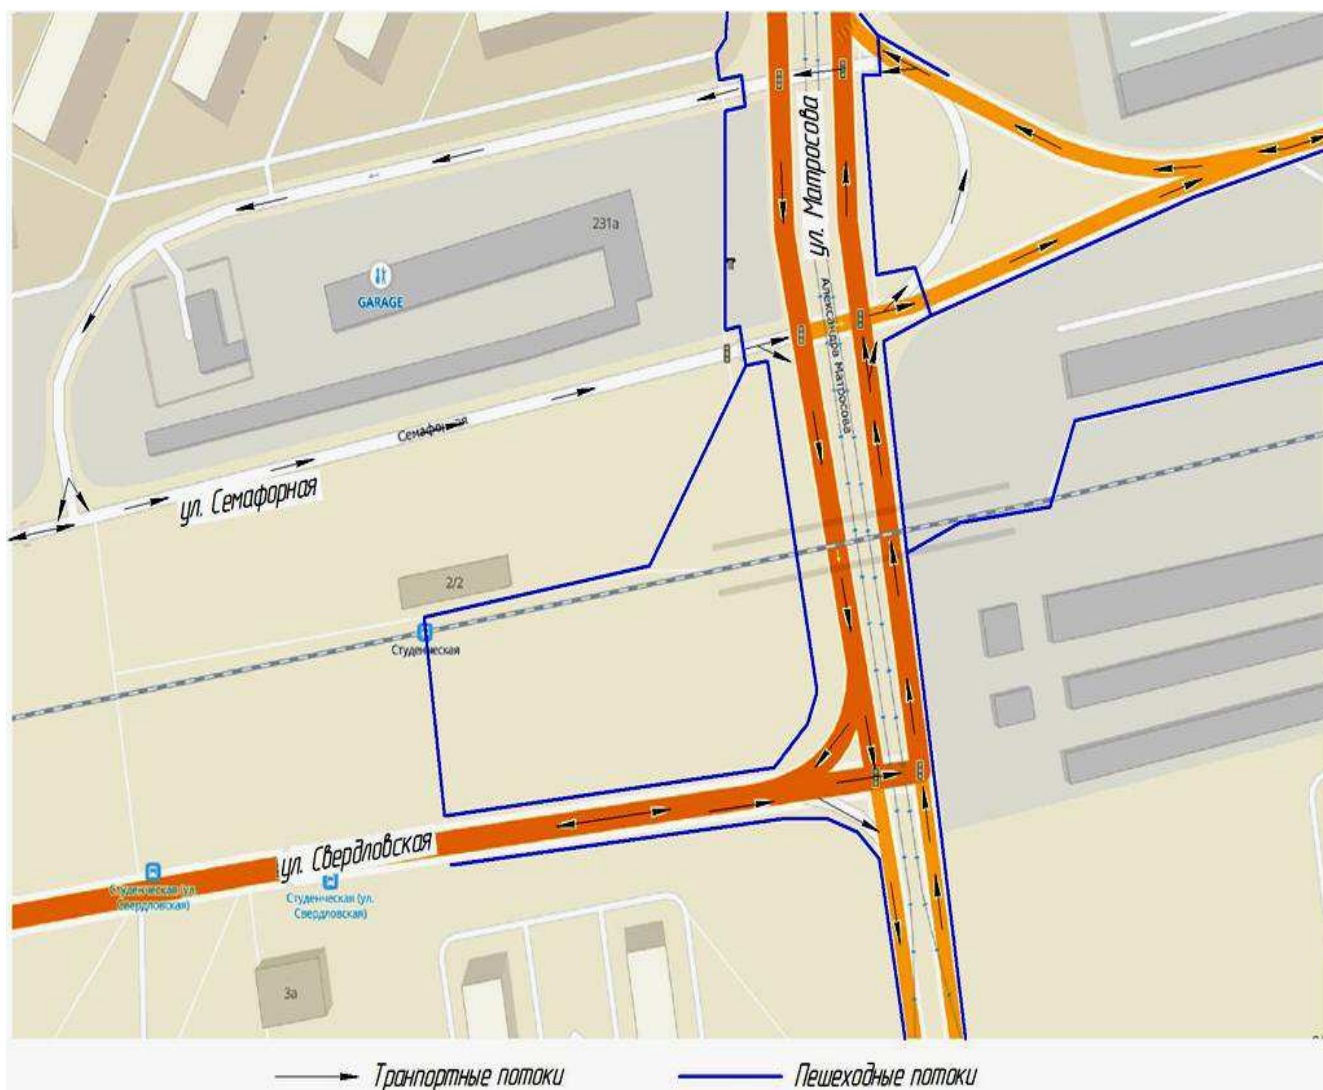 ул. Матросова
231а
GARAGE
Александра Матросова
Семафорная
ул. Семафорная
2/2
Студенческая
ул. Свердловская
Студенческая (ул.
Свердловская)
Студенческая (ул.
Свердловская)
3а
Транпортные потоки
Пешеходные потоки